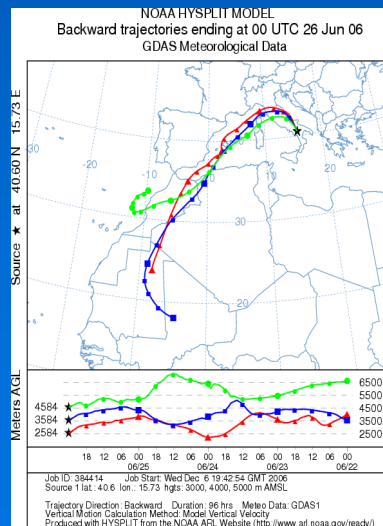 NOAA HYSPLIT MODEL
Backward trajectories ending at 00 UTC 26 Jun 06
GDAS Meteorological Data
Source ★ at 40.60 N 15.73 E
-30
-20
-10
0
10
20
30
40
30
20
Meters AGL
4584
3584
2584
6500
5500
4500
3500
2500
18 12 06 00 18 12 06 00 18 12 06 00 18 12 06 00
06/25 06/24 06/23 06/22
Job ID: 384414 Job Start: Wed Dec 6 19:42:54 GMT 2006
Source 1 lat.: 40.6 lon.: 15.73 hgts: 3000, 4000, 5000 m AMSL
Trajectory Direction: Backward Duration: 96 hrs Meteo Data: GDAS1
Vertical Motion Calculation Method: Model Vertical Velocity
Produced with HYSPLIT from the NOAA ARL Website (http://www.arl.noaa.gov/ready/)